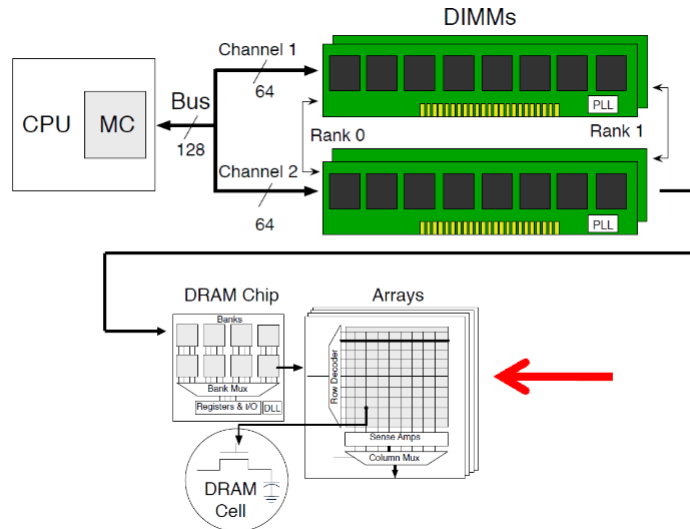 DIMMs
Channel 1
64
PLL
CPU
MC
Bus
128
Rank 0
Rank 1
Channel 2
64
PLL
DRAM Chip
Arrays
Banks
Row Decoder
Bank Mux
Registers & I/O
DLL
Sense Amps
Column Mux
DRAM
Cell